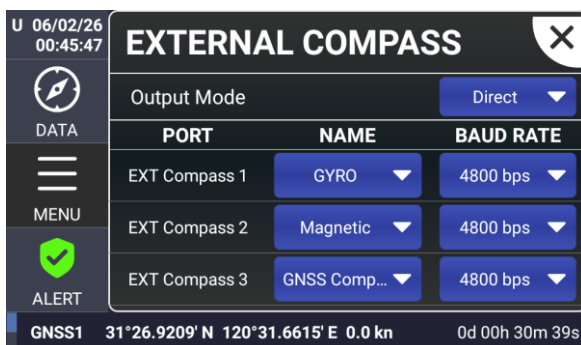 U 06/02/26
00:45:47
EXTERNAL COMPASS
DATA
MENU
ALERT
Output Mode Direct
PORT NAME BAUD RATE
EXT Compass 1 GYRO 4800 bps
EXT Compass 2 Magnetic 4800 bps
EXT Compass 3 GNSS Comp... 4800 bps
GNSS1 31°26.9209' N 120°31.6615' E 0.0 kn 0d 00h 30m 39s